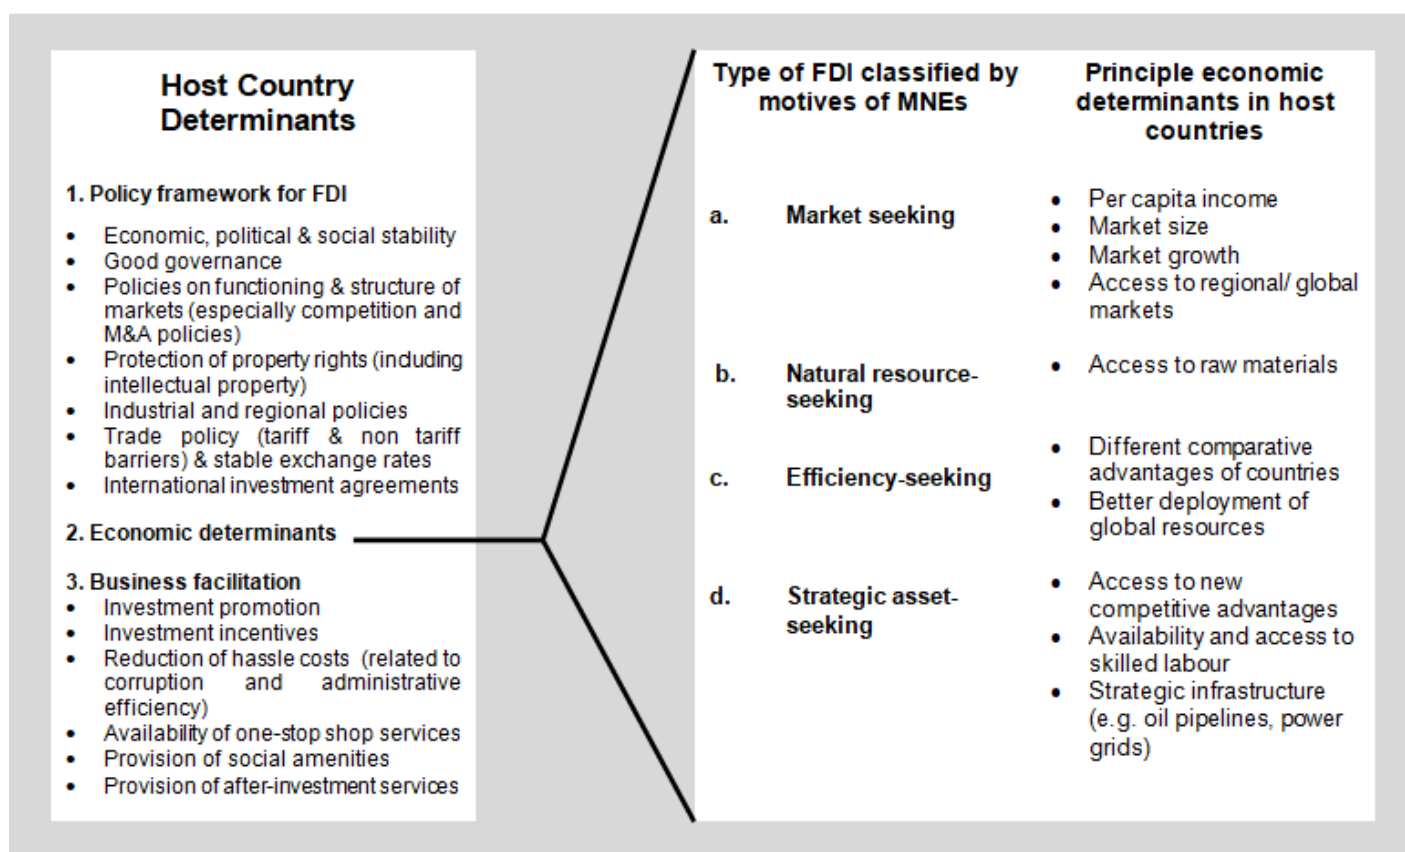 Host Country
Determinants
1. Policy framework for FDI
• Economic, political & social stability
• Good governance
• Policies on functioning & structure of
markets (especially competition and
M&A policies)
• Protection of property rights (including
intellectual property)
• Industrial and regional policies
• Trade policy (tariff & non tariff
barriers) & stable exchange rates
• International investment agreements
2. Economic determinants
3. Business facilitation
• Investment promotion
• Investment incentives
• Reduction of hassle costs (related to
corruption and administrative
efficiency)
• Availability of one-stop shop services
• Provision of social amenities
• Provision of after-investment services
Type of FDI classified by
motives of MNEs
Principle economic
determinants in host
countries
a. Market seeking
• Per capita income
• Market size
• Market growth
• Access to regional/ global
markets
b. Natural resource-
seeking
• Access to raw materials
c. Efficiency-seeking
• Different comparative
advantages of countries
• Better deployment of
global resources
d. Strategic asset-
seeking
• Access to new
competitive advantages
• Availability and access to
skilled labour
• Strategic infrastructure
(e.g. oil pipelines, power
grids)